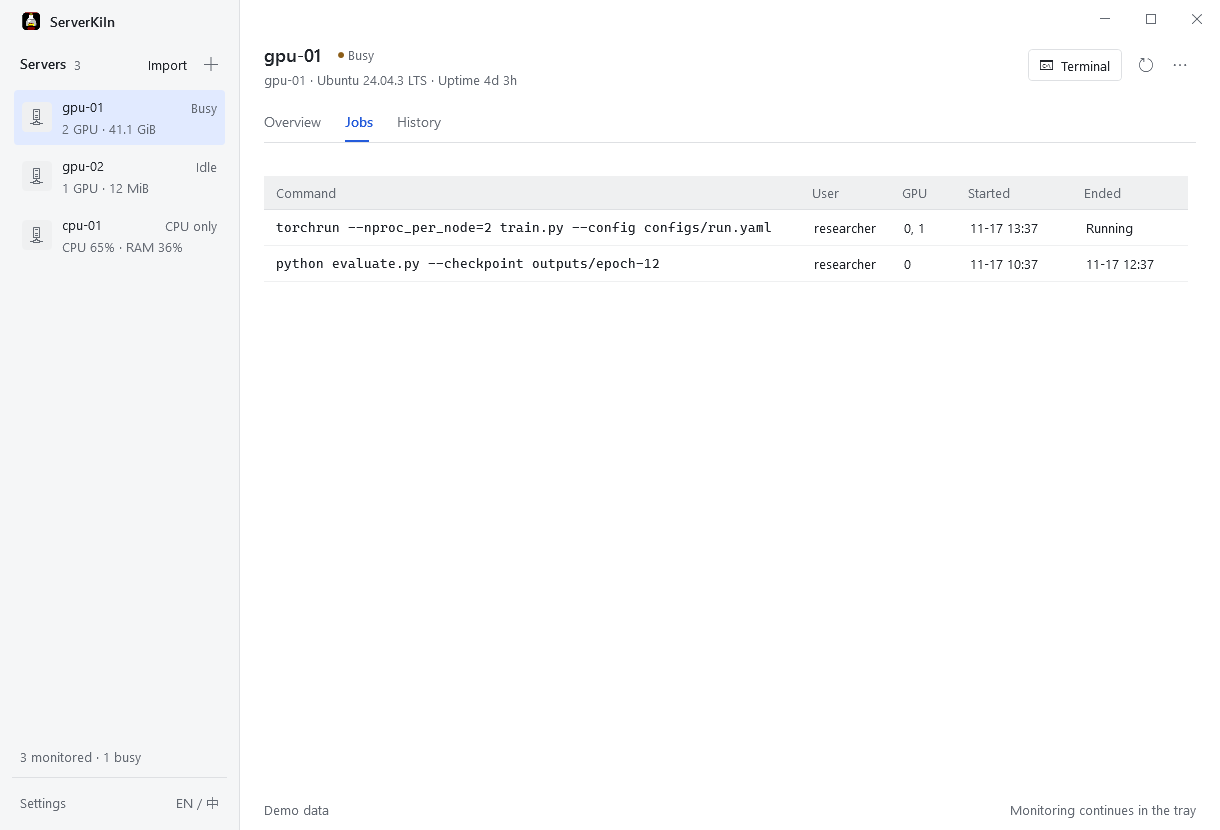 ServerKiln
Servers 3 Import
gpu-01 Busy
2 GPU · 41.1 GiB
gpu-02 Idle
1 GPU · 12 MiB
cpu-01 CPU only
CPU 65% · RAM 36%
3 monitored · 1 busy
Settings EN / 中
gpu-01 Busy
gpu-01 · Ubuntu 24.04.3 LTS · Uptime 4d 3h
Terminal
Overview Jobs History
Command User GPU Started Ended
torchrun --nproc_per_node=2 train.py --config configs/run.yaml researcher 0, 1 11-17 13:37 Running
python evaluate.py --checkpoint outputs/epoch-12 researcher 0 11-17 10:37 11-17 12:37
Demo data Monitoring continues in the tray